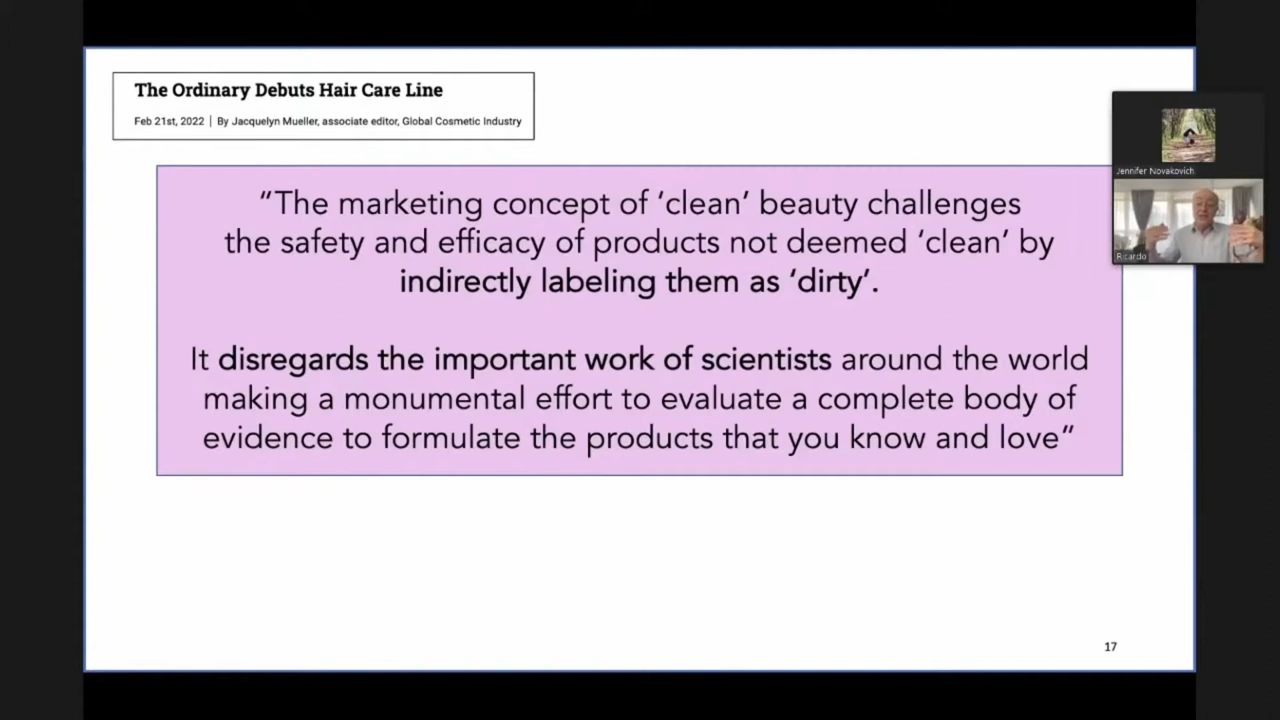 The Ordinary Debuts Hair Care Line
Feb 21st, 2022 | By Jacquelyn Mueller, associate editor, Global Cosmetic Industry
“The marketing concept of ‘clean’ beauty challenges
the safety and efficacy of products not deemed ‘clean’ by
indirectly labeling them as ‘dirty’.
It disregards the important work of scientists around the world
making a monumental effort to evaluate a complete body of
evidence to formulate the products that you know and love”
Jennifer Novakovich
Ricardo
17